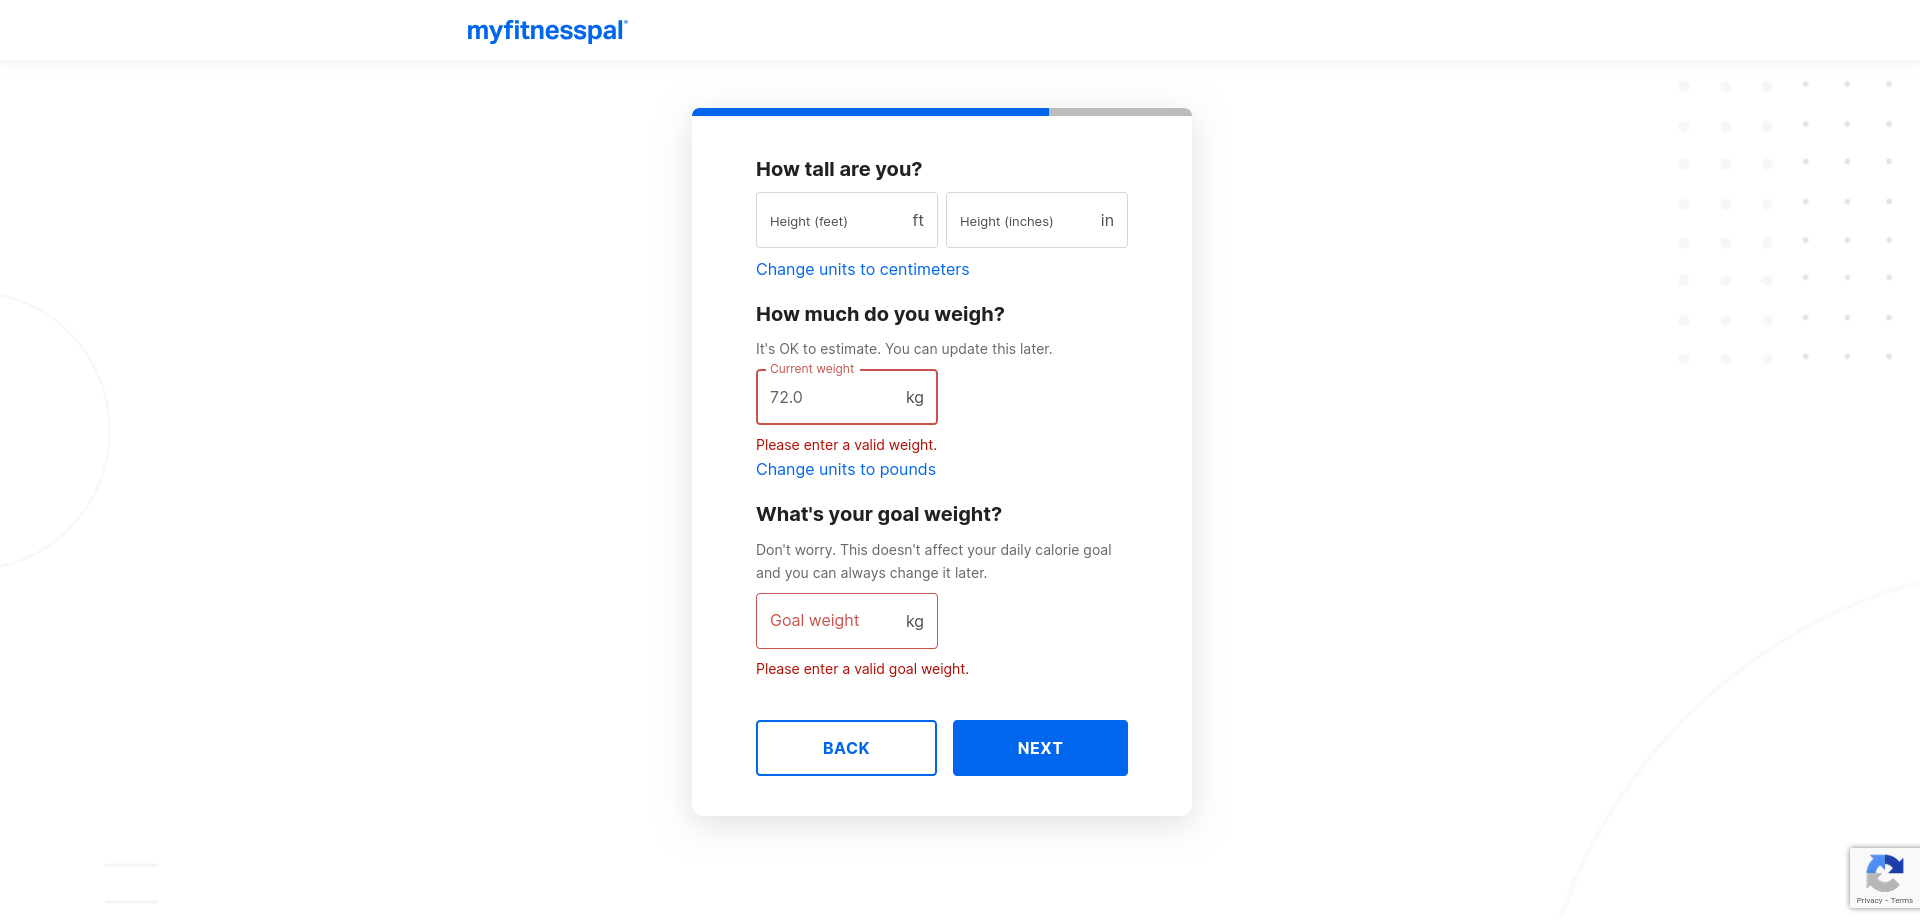 myfitnesspal
How tall are you?
Height (feet) ft Height (inches) in
Change units to centimeters
How much do you weigh?
It's OK to estimate. You can update this later.
Current weight
72.0 kg
Please enter a valid weight.
Change units to pounds
What's your goal weight?
Don't worry. This doesn't affect your daily calorie goal
and you can always change it later.
Goal weight kg
Please enter a valid goal weight.
BACK NEXT
Privacy - Terms